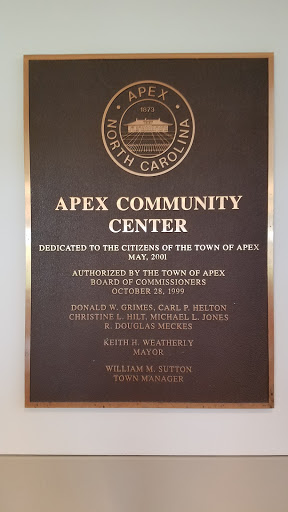 APEX
1873
NORTH CAROLINA
APEX COMMUNITY
CENTER
DEDICATED TO THE CITIZENS OF THE TOWN OF APEX
MAY, 2001
AUTHORIZED BY THE TOWN OF APEX
BOARD OF COMMISSIONERS
OCTOBER 28, 1999
DONALD W. GRIMES, CARL P. HELTON
CHRISTINE L. HILT, MICHAEL L. JONES
R. DOUGLAS MECKES
KEITH H. WEATHERLY
MAYOR
WILLIAM M. SUTTON
TOWN MANAGER